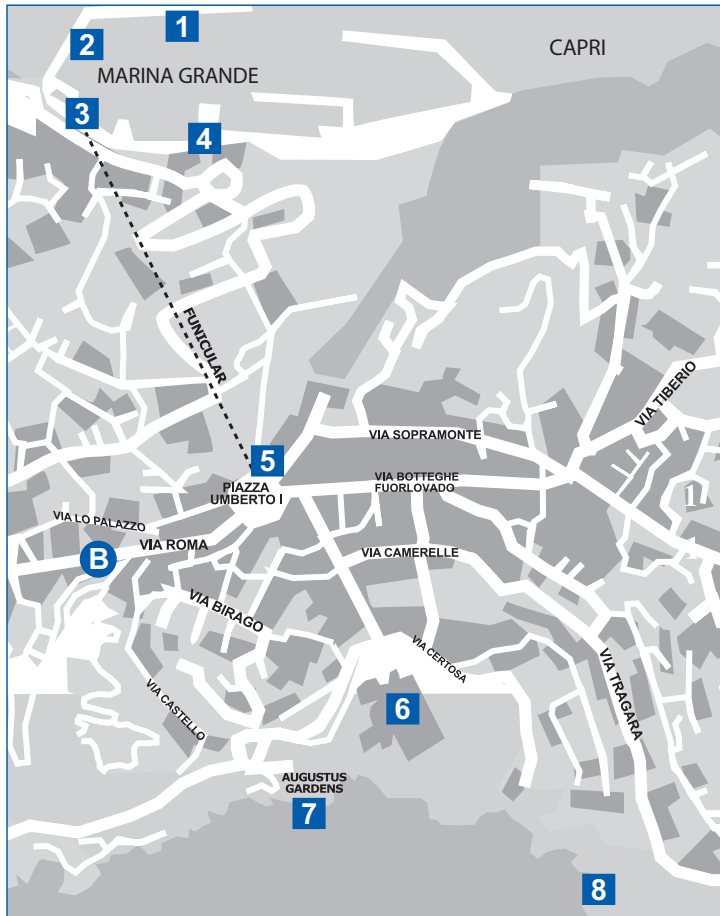 1
2
CAPRI
MARINA GRANDE
3
4
FUNICULAR
VIA TIBERIO
VIA SOPRAMONTE
5
VIA BOTTEGHE
FUORLOVADO
PIAZZA
UMBERTO I
1
VIA LO PALAZZO
VIA ROMA
1
B
VIA CAMERELLE
VIA BIRAGO
VIA CERTOSA
VIA TRAGARA
VIA CASTELLO
6
AUGUSTUS
GARDENS
7
8